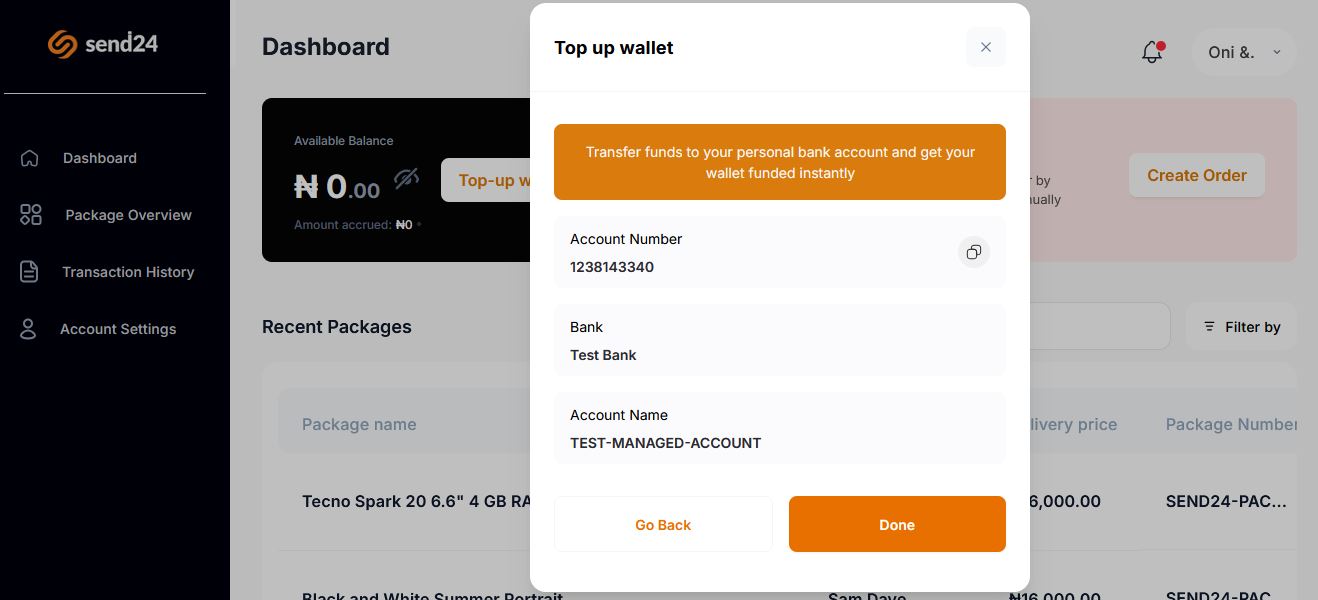 send24
Dashboard
Package Overview
Transaction History
Account Settings
Dashboard
Oni &.
Available Balance
₦ 0.00
Top-up w
Amount accrued: ₦0
r by
nually
Create Order
Recent Packages
Filter by
Package name
livery price
Package Number
Tecno Spark 20 6.6" 4 GB RA
6,000.00
SEND24-PAC...
Black and White Summer Portrait
Sam Dave
₦16,000.00
SEND24-PAC
Top up wallet
Transfer funds to your personal bank account and get your
wallet funded instantly
Account Number
1238143340
Bank
Test Bank
Account Name
TEST-MANAGED-ACCOUNT
Go Back
Done